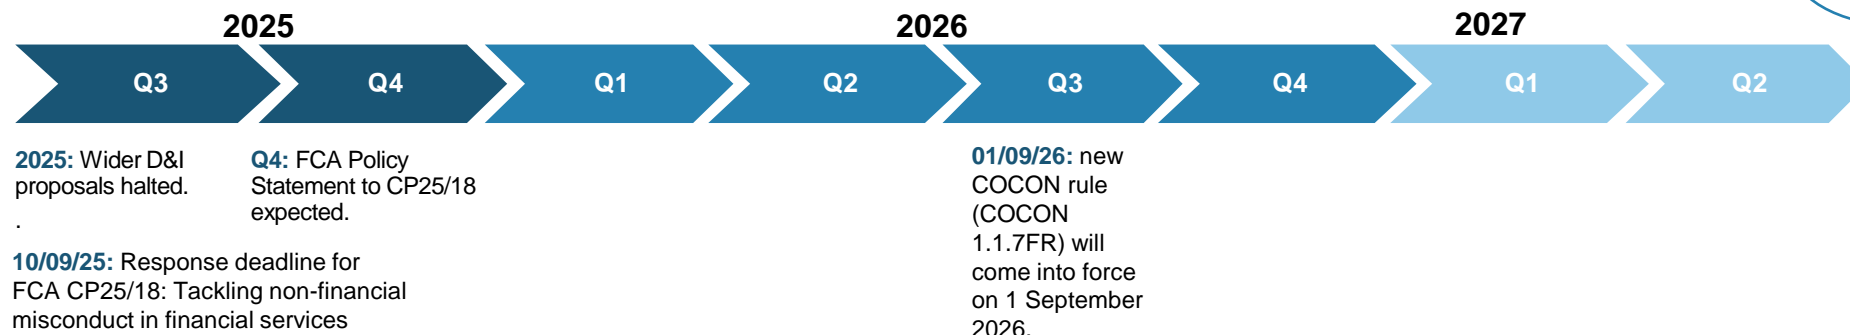 2025
2026
2027
Q3
Q4
Q1
Q2
Q3
Q4
Q1
Q2
2025: Wider D&I
proposals halted.
.
10/09/25: Response deadline for
FCA CP25/18: Tackling non-financial
misconduct in financial services
Q4: FCA Policy
Statement to CP25/18
expected.
01/09/26: new
COCON rule
(COCON
1.1.7FR) will
come into force
on 1 September
2026.